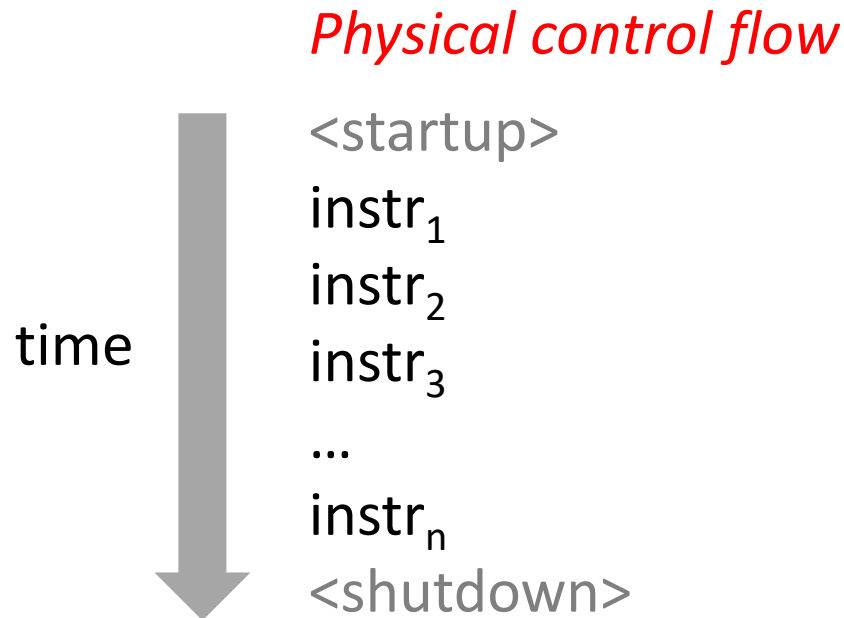 Physical control flow
<startup>
instr₁
instr₂
time
instr₃
...
instrₙ
<shutdown>